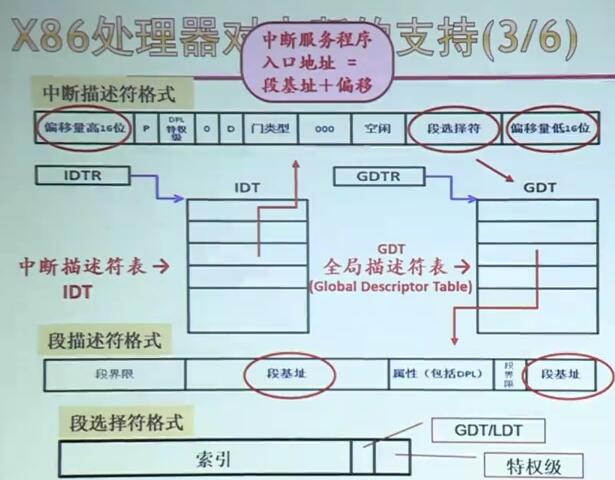 X86处理器对中断的支持(3/6)
中断服务程序
入口地址 =
段基址+偏移
中断描述符格式
偏移量高16位
P
DPL
特权
级
0
D
门类型
000
空闲
段选择符
偏移量低16位
IDTR
IDT
GDTR
GDT
中断描述符表
IDT
GDT
全局描述符表
(Global Descriptor Table)
段描述符格式
段界限
段基址
属性（包括DPL）
段
界
限
段基址
段选择符格式
GDT/LDT
索引
特权级